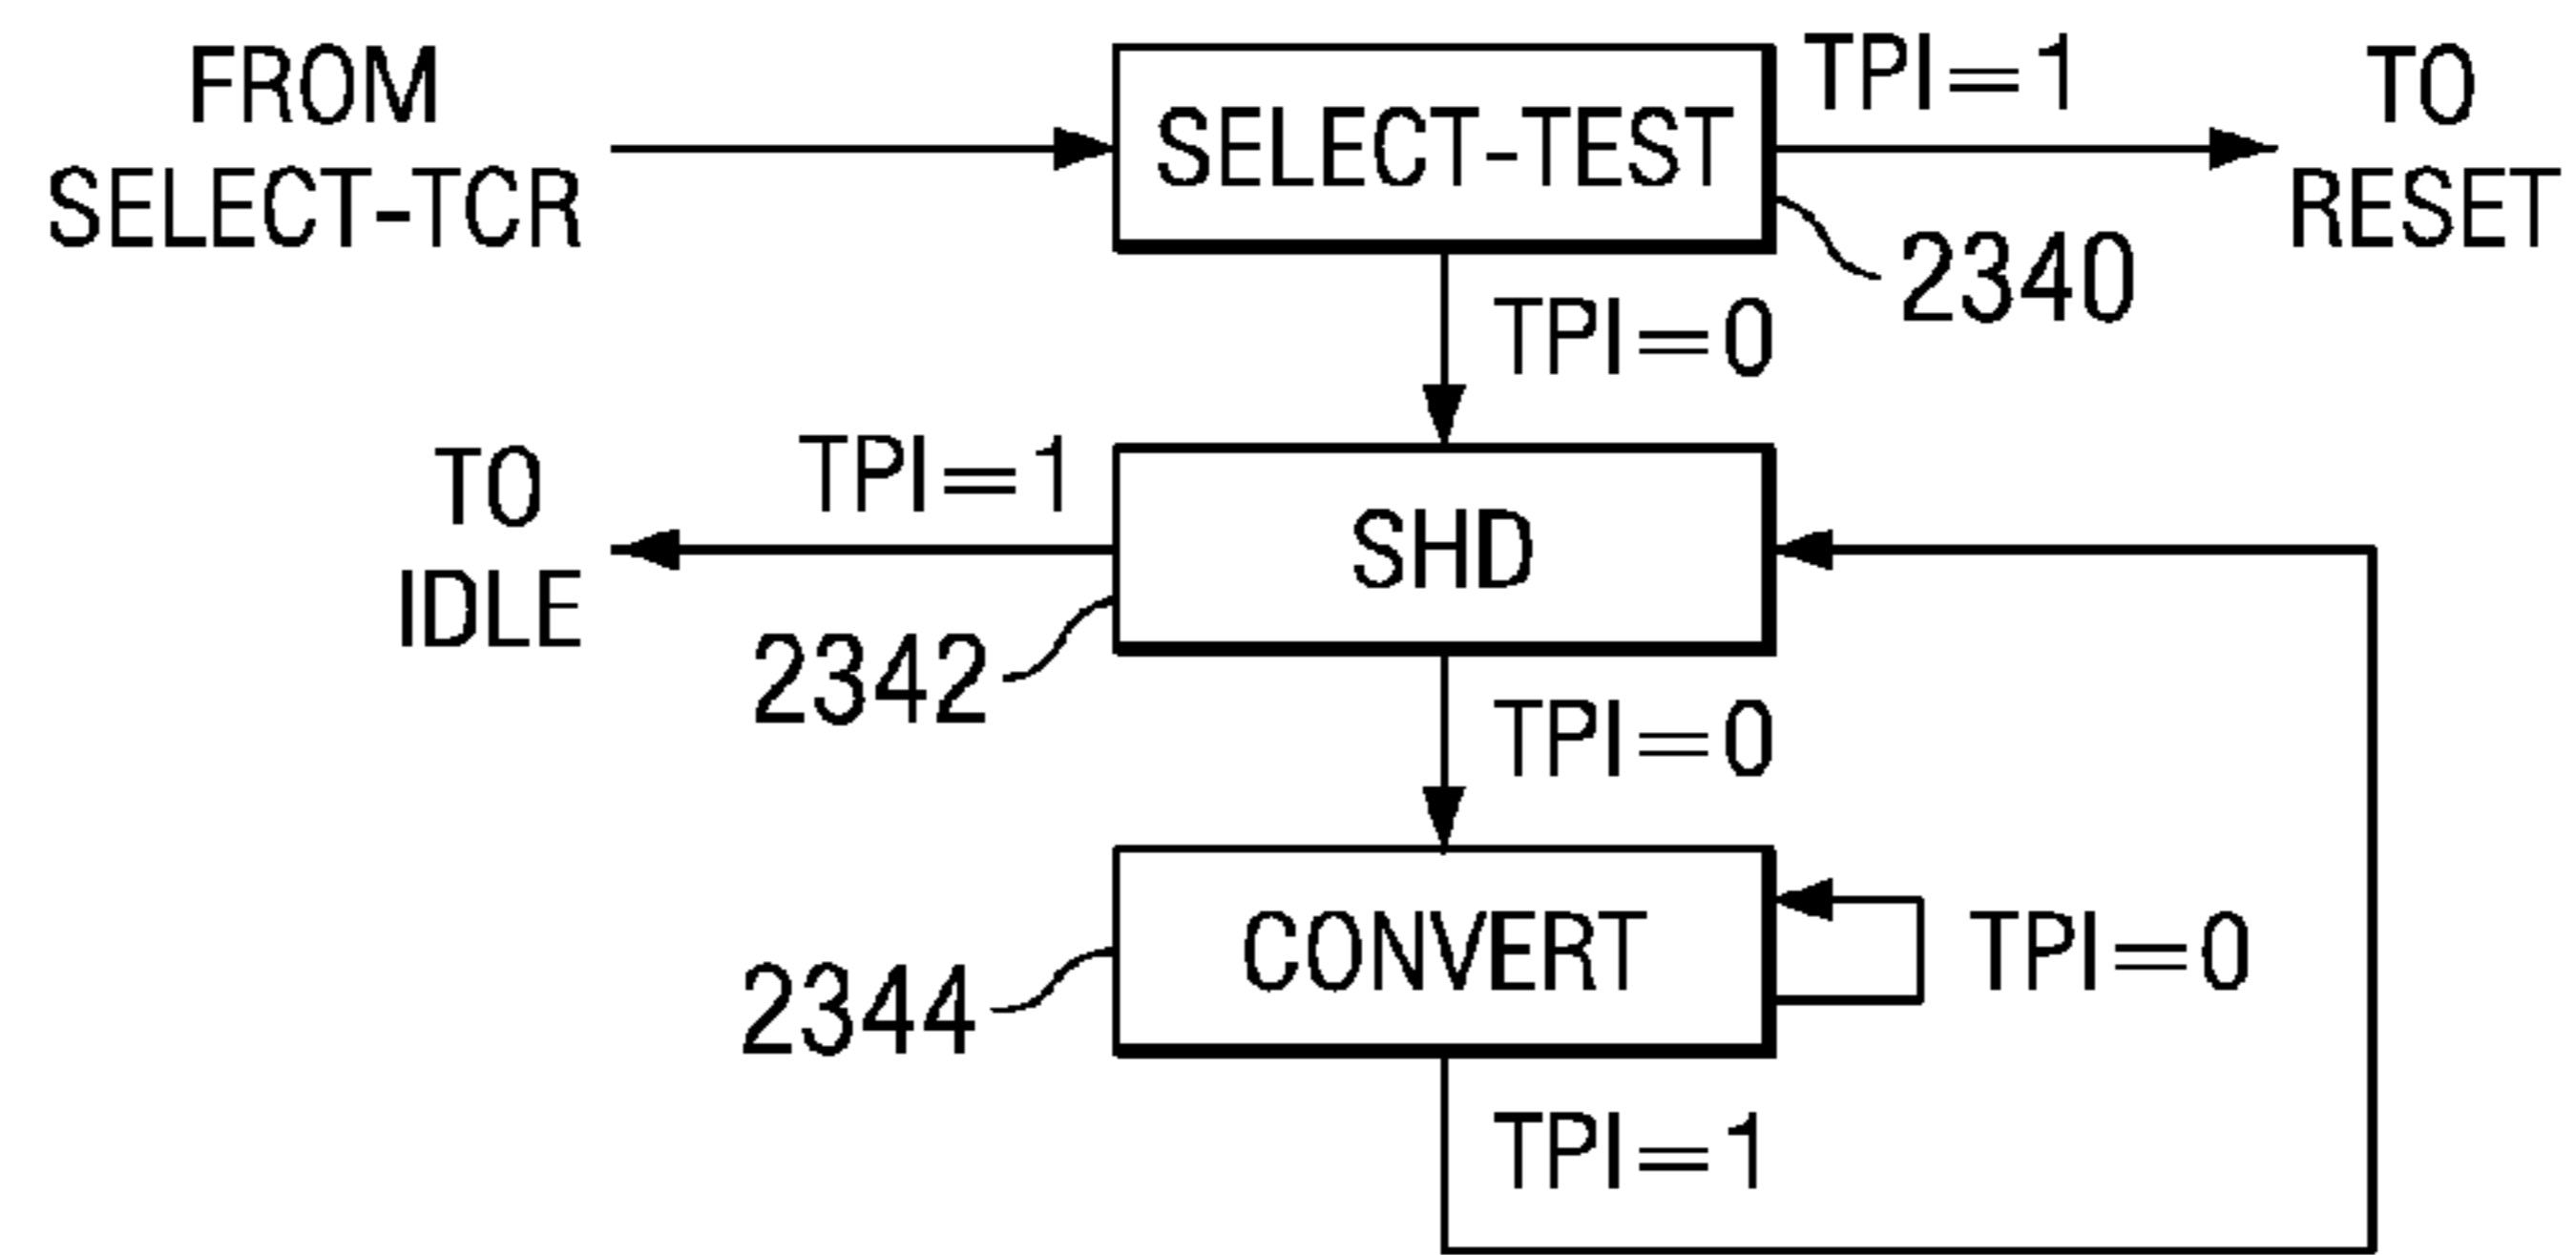 FROM
SELECT-TCR
SELECT-TEST
TPI=1
TO
RESET
2340
TPI=0
TO
IDLE
TPI=1
SHD
2342
TPI=0
CONVERT
TPI=0
2344
TPI=1